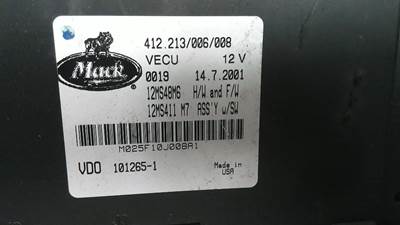 412.213/006/008
Mack
VECU 12 V
0019 14.7.2001
12MS48M6 H/W and F/W
12MS411 M7 ASS'Y w/SW
M025F10J008A1
VDO 101265-1
Made in
USA